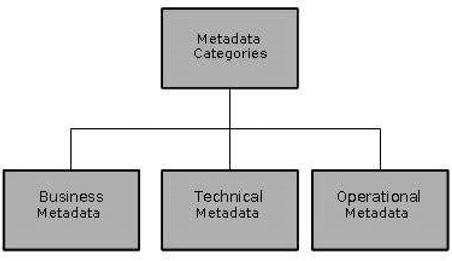 Metadata
Categories
Business
Metadata
Technical
Metadata
Operational
Metadata